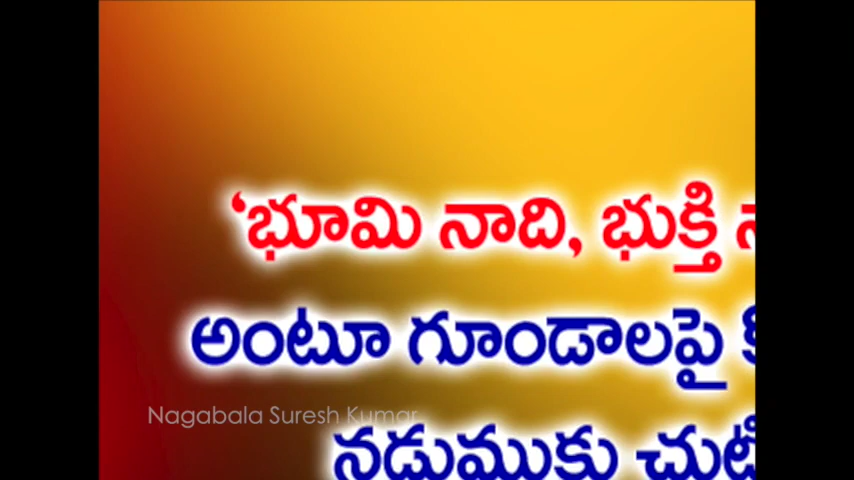 ‘భూమి నాది, భుక్తి
అంటూ గూండాలపై
Nagabala Suresh Kumar
నడుముకు